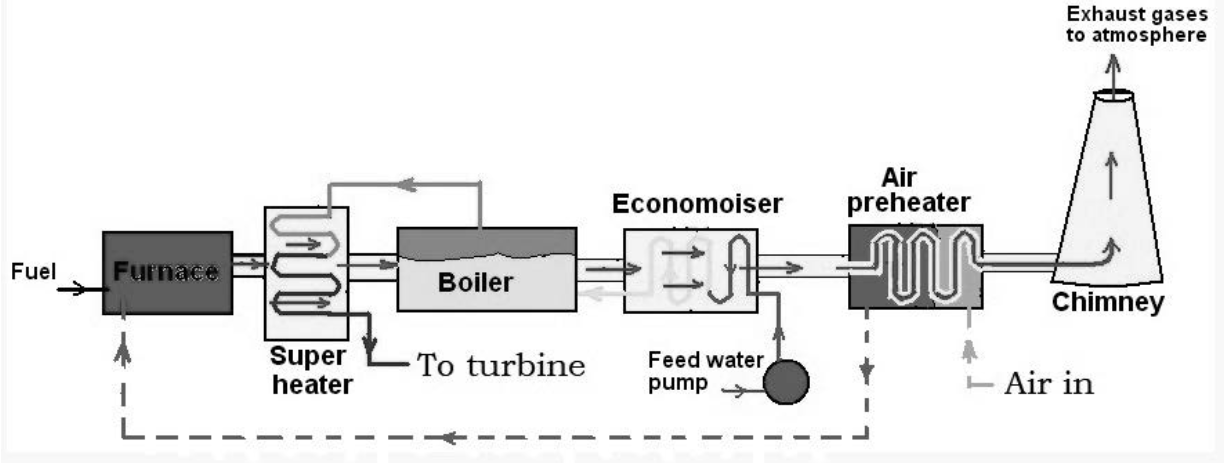 Exhaust gases
to atmosphere
Air
preheater
Economoiser
Fuel
Furnace
Boiler
Chimney
Super
heater
To turbine
Feed water
pump
Air in